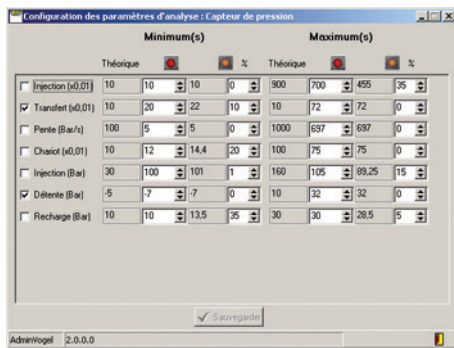 Configuration des paramètres d'analyse : Capteur de pression
Minimum(s) Maximum(s)
Théorique % Théorique %
Injection (x0,01) 10 10 10 0 900 700 455 35
Transfert (x0,01) 10 20 22 10 10 72 72 0
Pente (Bar/s) 100 5 5 0 1000 697 697 0
Chariot (x0,01) 10 12 14,4 20 100 75 75 0
Injection (Bar) 30 100 101 1 160 105 89,25 15
Détente (Bar) -5 -7 -7 0 10 32 32 0
Recharge (Bar) 10 10 13,5 35 30 30 28,5 5
Sauvegarder
AdminVogel 2.0.0.0